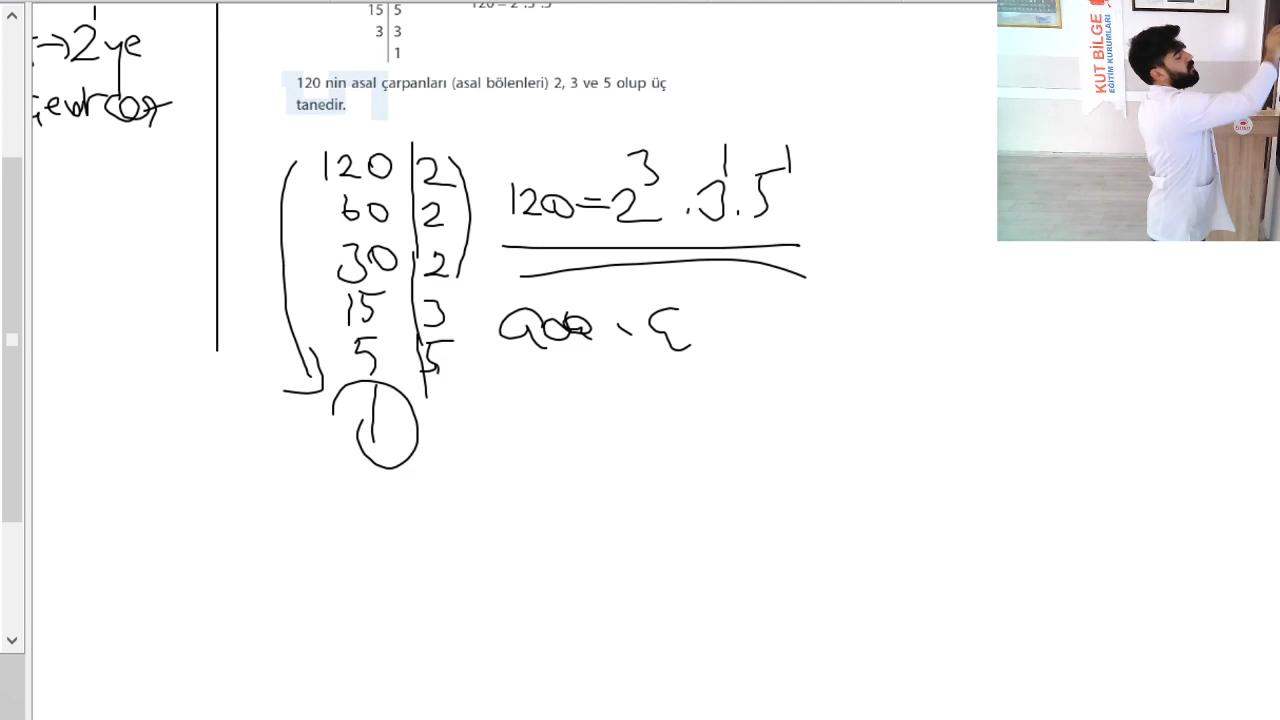 15 5
3 3
1
120 nin asal çarpanları (asal bölenleri) 2, 3 ve 5 olup üç
tanedir.
→ 2 ye
120 2
60 2
30 2
15 3
5 5
1
120 = 2³ . 3¹ . 5¹
KUT BİLGE
EĞİTİM KURUMLARI